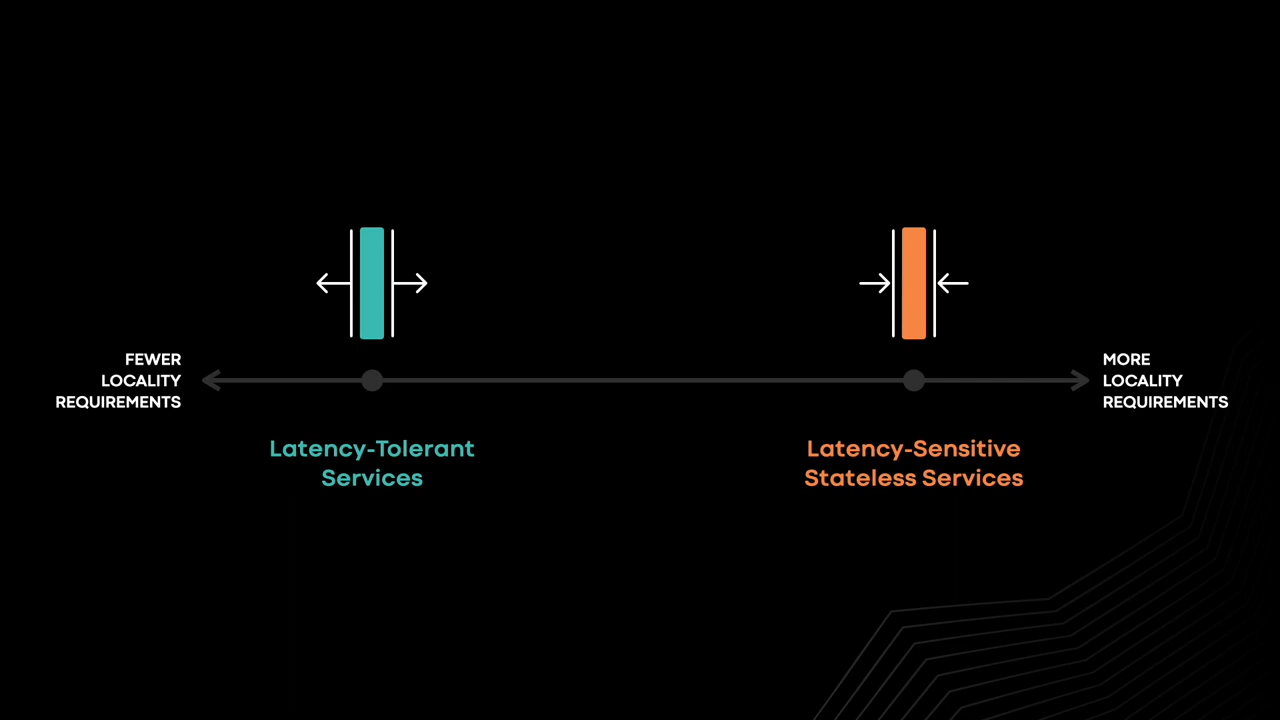 FEWER
LOCALITY
REQUIREMENTS
MORE
LOCALITY
REQUIREMENTS
Latency-Tolerant
Services
Latency-Sensitive
Stateless Services